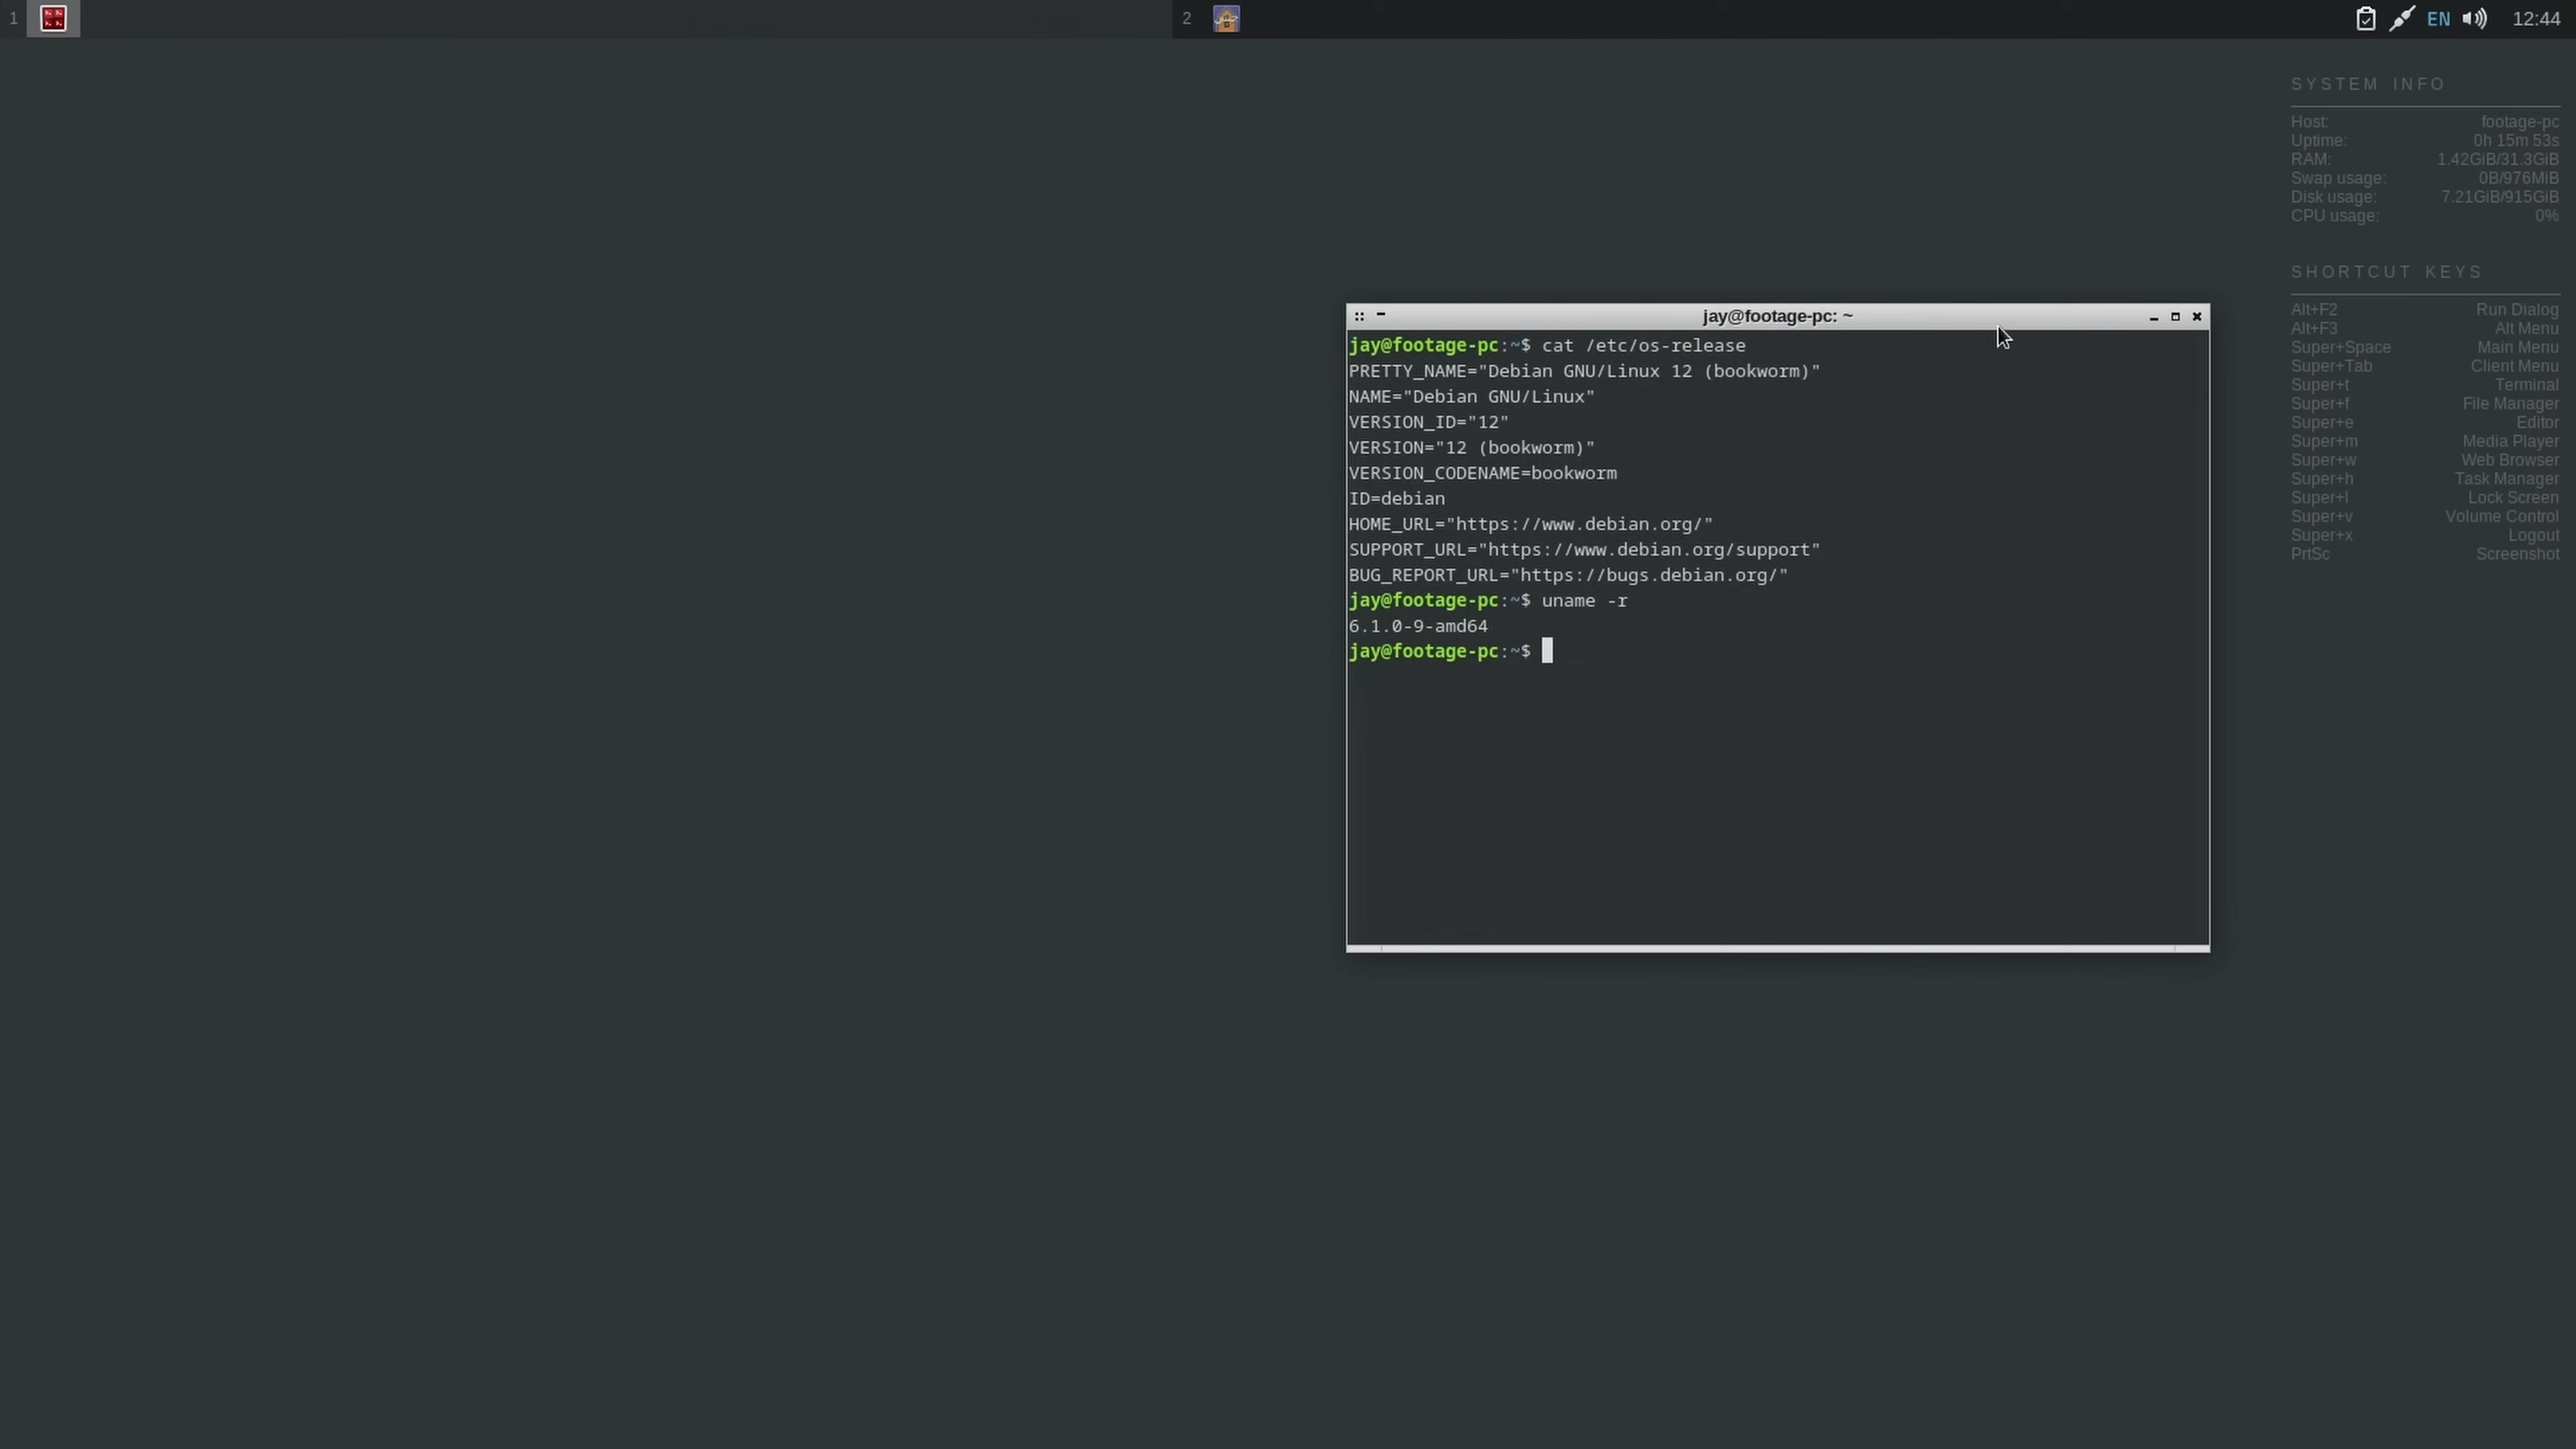 1
2
EN
12:44
SYSTEM INFO
Host: footage-pc
Uptime: 0h 15m 53s
RAM: 1.42GiB/31.3GiB
Swap usage: 0B/976MiB
Disk usage: 7.21GiB/915GiB
CPU usage: 0%
SHORTCUT KEYS
Alt+F2 Run Dialog
Alt+F3 Alt Menu
Super+Space Main Menu
Super+Tab Client Menu
Super+t Terminal
Super+f File Manager
Super+e Editor
Super+m Media Player
Super+w Web Browser
Super+h Task Manager
Super+l Lock Screen
Super+v Volume Control
Super+x Logout
PrtSc Screenshot
jay@footage-pc: ~
jay@footage-pc:~$ cat /etc/os-release
PRETTY_NAME="Debian GNU/Linux 12 (bookworm)"
NAME="Debian GNU/Linux"
VERSION_ID="12"
VERSION="12 (bookworm)"
VERSION_CODENAME=bookworm
ID=debian
HOME_URL="https://www.debian.org/"
SUPPORT_URL="https://www.debian.org/support"
BUG_REPORT_URL="https://bugs.debian.org/"
jay@footage-pc:~$ uname -r
6.1.0-9-amd64
jay@footage-pc:~$